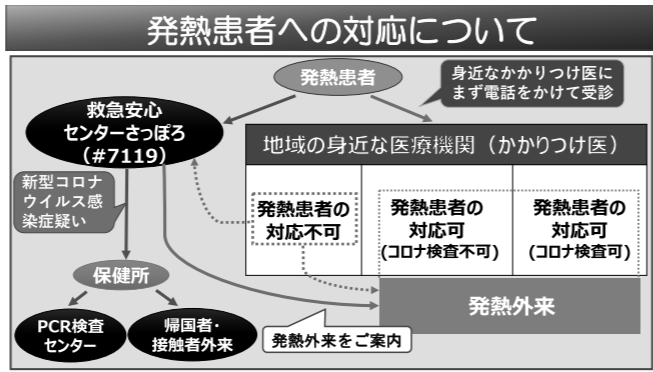 発熱患者への対応について
発熱患者
身近なかかりつけ医に
まず電話をかけて受診
救急安心
センターさっぽろ
(#7119)
地域の身近な医療機関（かかりつけ医）
新型コロナ
ウイルス感
染症疑い
発熱患者の
対応不可
発熱患者の
対応可
(コロナ検査不可)
発熱患者の
対応可
(コロナ検査可)
保健所
発熱外来
PCR検査
センター
帰国者・
接触者外来
発熱外来をご案内